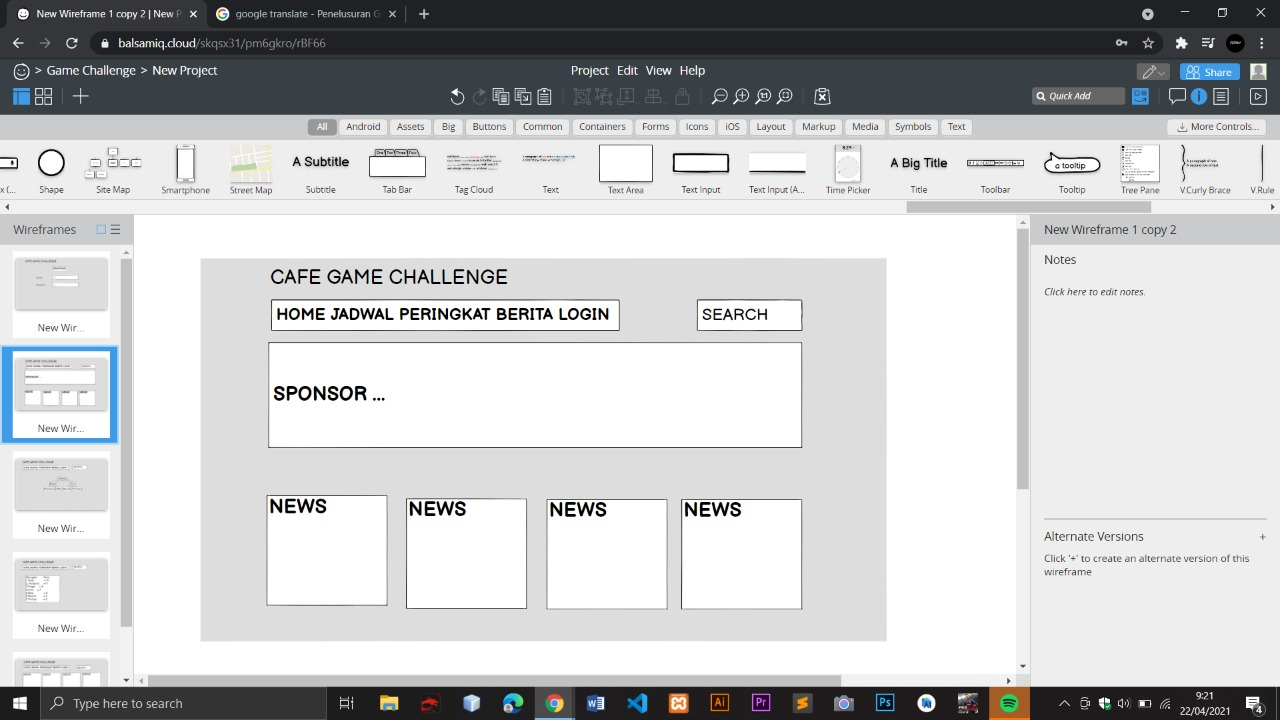 New Wireframe 1 copy 2 | New P
google translate - Penelusuran G
balsamiq.cloud/skqsx31/pm6gkro/rBF66
> Game Challenge > New Project
Project Edit View Help
Share
Quick Add
All Android Assets Big Buttons Common Containers Forms Icons iOS Layout Markup Media Symbols Text
More Controls...
A Subtitle
A Big Title
a tooltip
x (... Shape Site Map Smartphone Street Map Subtitle Tab Bar Tag Cloud Text Text Area Text Input Text Input (A... Time Picker Title Toolbar Tooltip Tree Pane V.Curly Brace V.Rule
Wireframes
New Wir...
New Wir...
New Wir...
New Wir...
CAFE GAME CHALLENGE
HOME JADWAL PERINGKAT BERITA LOGIN
SEARCH
SPONSOR ...
NEWS
NEWS
NEWS
NEWS
New Wireframe 1 copy 2
Notes
Click here to edit notes.
Alternate Versions +
Click '+' to create an alternate version of this
wireframe
Type here to search
9:21
22/04/2021
4